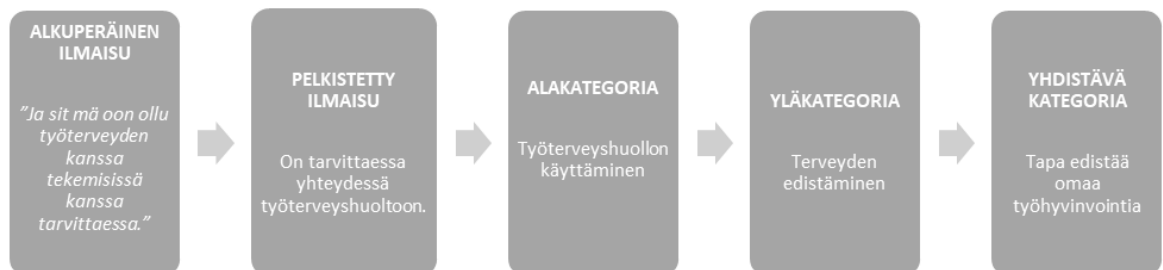 ALKUPERÄINEN
ILMAISU
"Ja sit mä oon ollu
työterveyden
kanssa
tekemisissä
kanssa
tarvittaessa."
PELKISTETTY
ILMAISU
On tarvittaessa
yhteydessä
työterveyshuoltoon.
ALAKATEGORIA
Työterveyshuollon
käyttäminen
YLÄKATEGORIA
Terveyden
edistäminen
YHDISTÄVÄ
KATEGORIA
Tapa edistää
omaa
työhyvinvointia